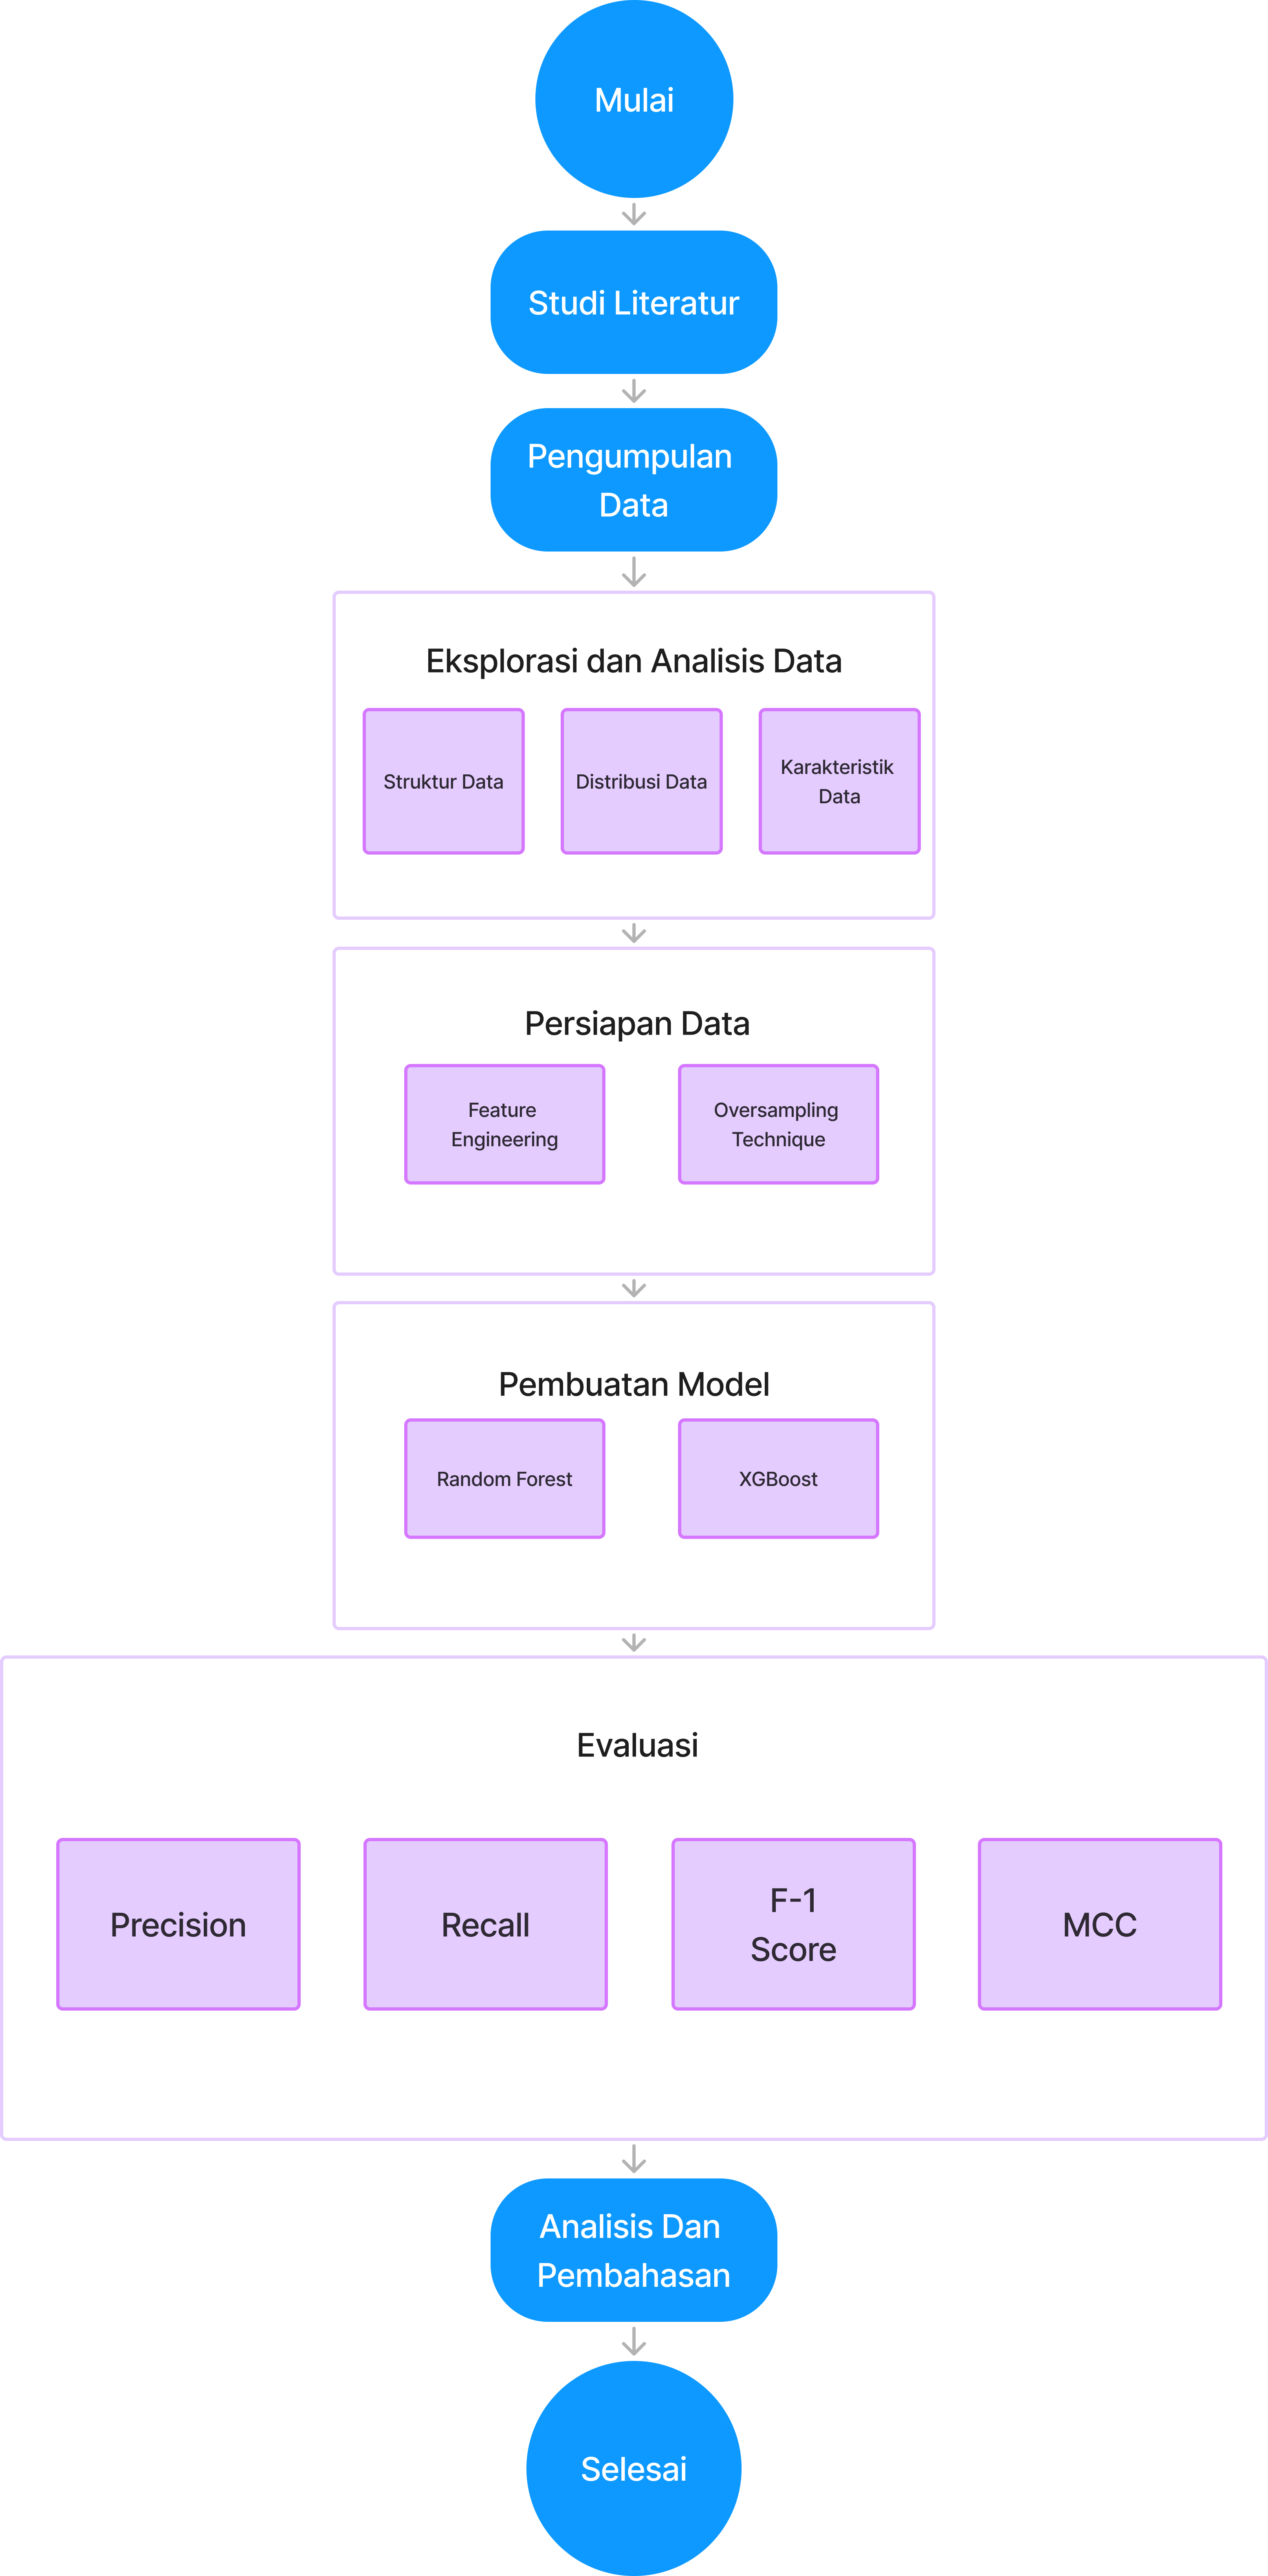 Mulai
Studi Literatur
Pengumpulan
Data
Eksplorasi dan Analisis Data
Struktur Data
Distribusi Data
Karakteristik
Data
Persiapan Data
Feature
Engineering
Oversampling
Technique
Pembuatan Model
Random Forest
XGBoost
Evaluasi
Precision
Recall
F-1
Score
MCC
Analisis Dan
Pembahasan
Selesai